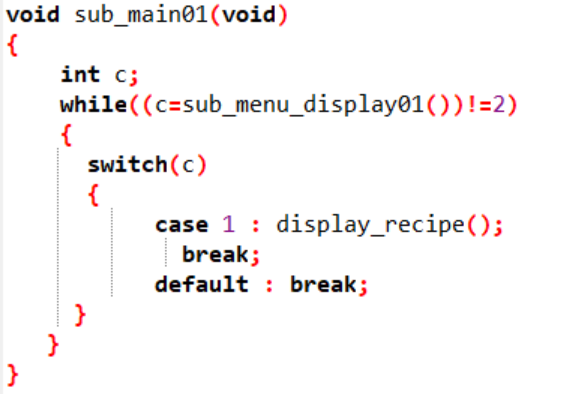 void sub_main01(void)
{
int c;
while((c=sub_menu_display01())!=2)
{
switch(c)
{
case 1 : display_recipe();
break;
default : break;
}
}
}